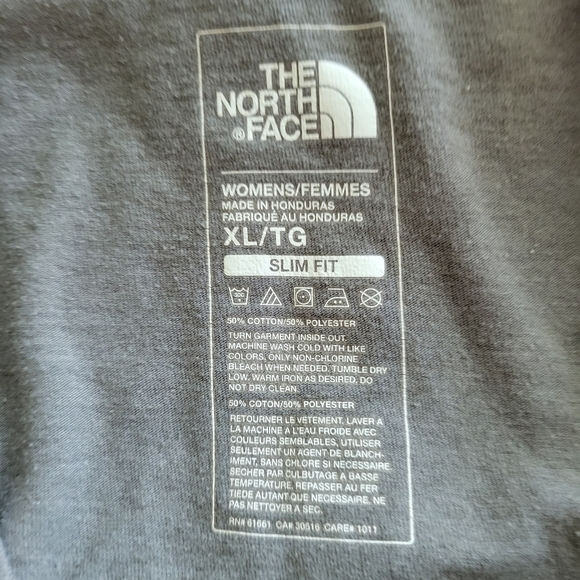 THE
NORTH
®FACE
WOMENS/FEMMES
MADE IN HONDURAS
FABRIQUÉ AU HONDURAS
XL/TG
SLIM FIT
50% COTTON/50% POLYESTER
TURN GARMENT INSIDE OUT.
MACHINE WASH COLD WITH LIKE
COLORS. ONLY NON-CHLORINE
BLEACH WHEN NEEDED. TUMBLE DRY
LOW. WARM IRON AS DESIRED. DO
NOT DRY CLEAN.
50% COTON/50% POLYESTER
RETOURNER LE VÊTEMENT. LAVER A
LA MACHINE A L'EAU FROIDE AVEC
COULEURS SEMBLABLES, UTILISER
SEULEMENT UN AGENT DE BLANCH-
IMENT, SANS CHLORE SI NECESSAIRE
SECHER PAR CULBUTAGE A BASSE
TEMPERATURE. REPASSER AU FER
TIEDE AUTANT QUE NECESSAIRE. NE
PAS NETTOYER A SEC.
RN# 61661 CA# 30516 CARE# 1011